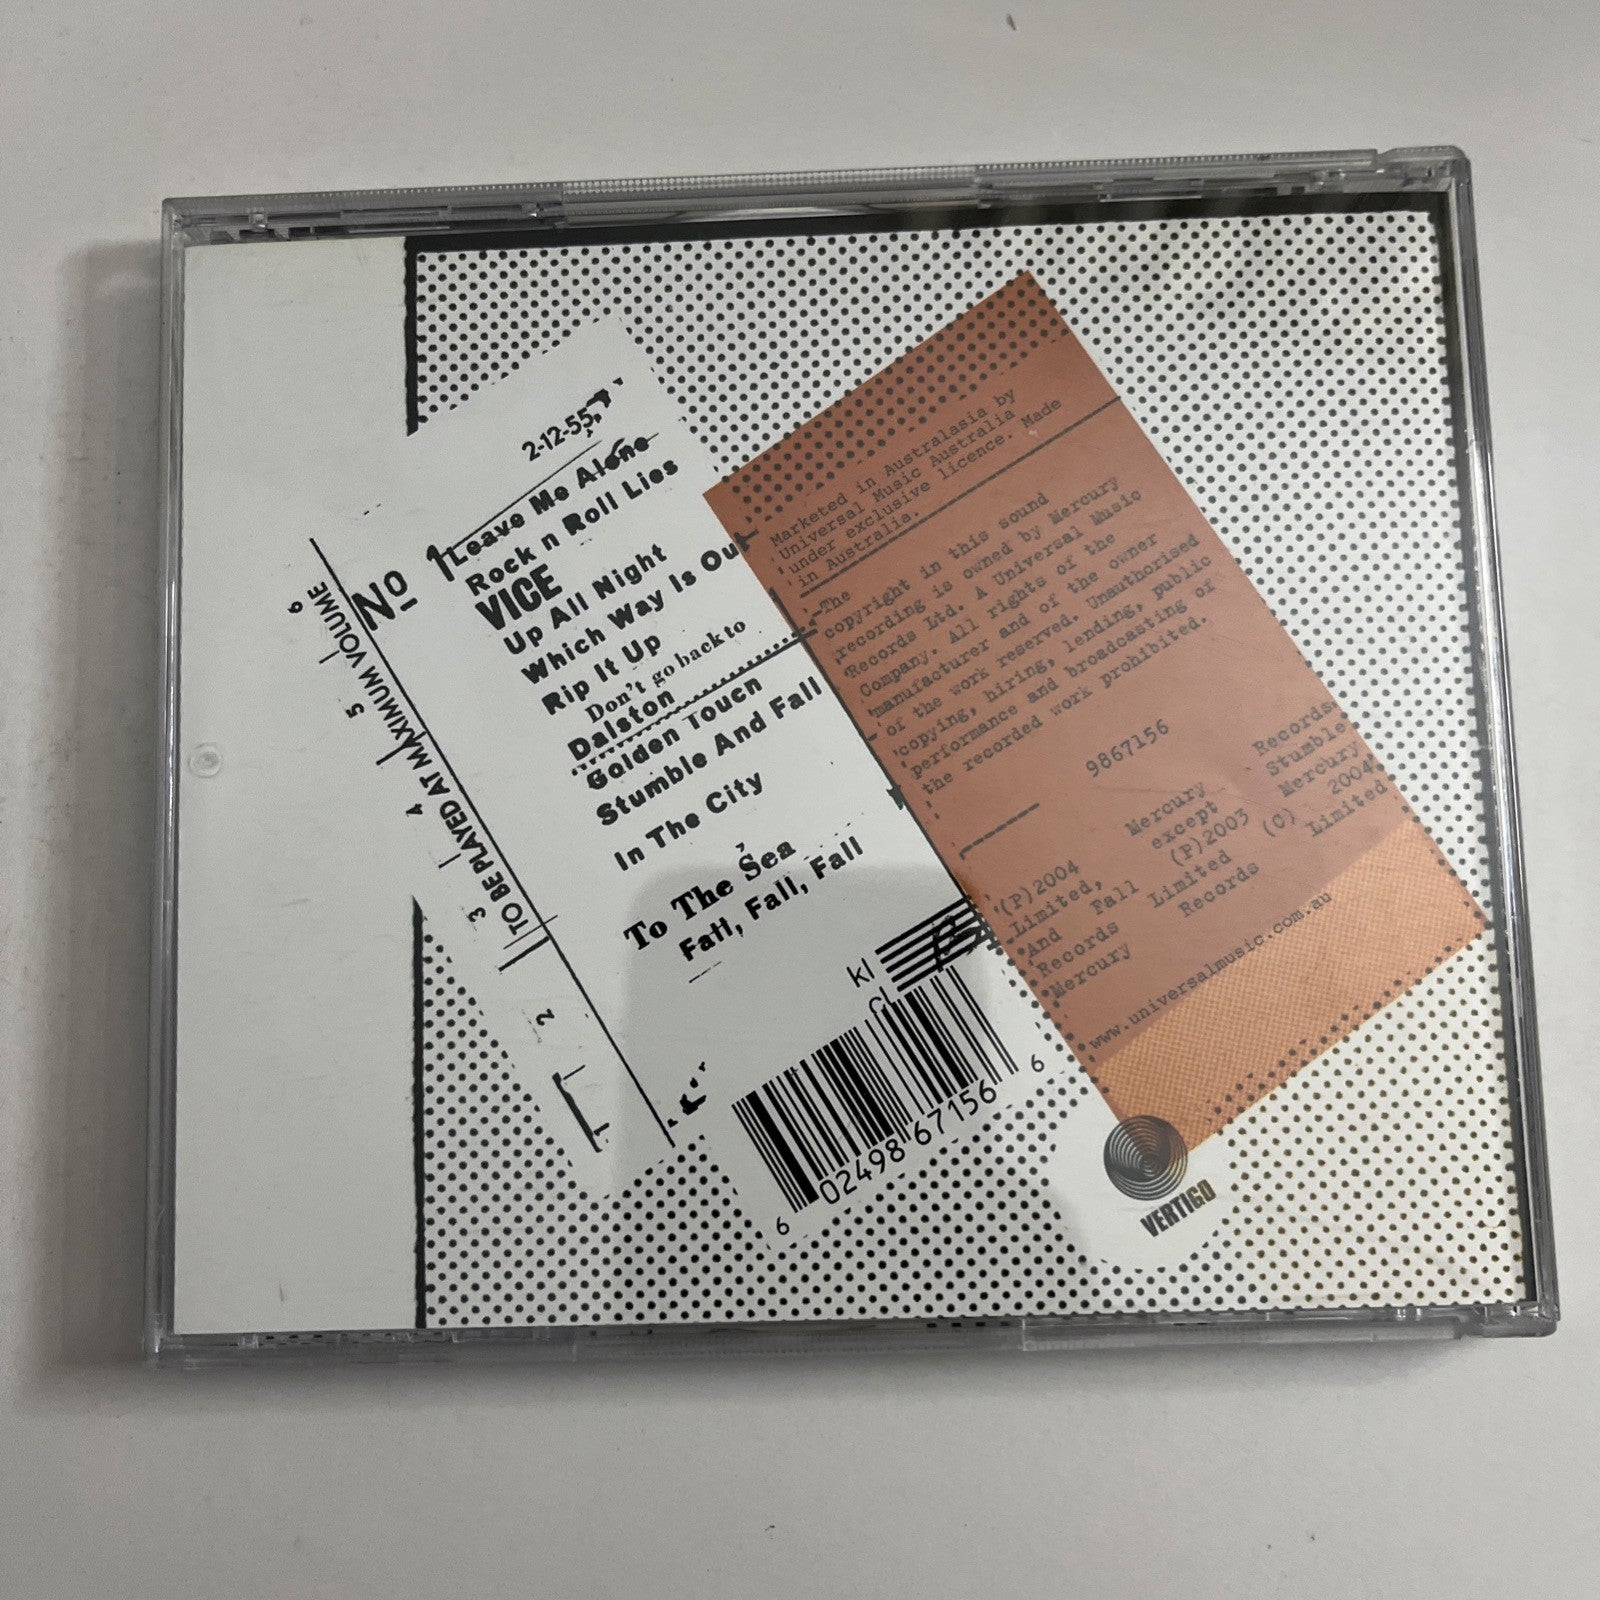 2-12-55
No 1
Leave Me Alone
Rock n Roll Lies
VICE
Up All Night
Which Way Is Out
Rip It Up
Don't go back to
Dalston
Golden Touch
Stumble And Fall
In The City
To The Sea
Fall, Fall, Fall
TO BE PLAYED AT MAXIMUM VOLUME
1 2 3 4 5 6
Marketed in Australasia by
Universal Music Australia
under exclusive licence. Made
in Australia.
The
copyright in this sound
recording is owned by Mercury
Records Ltd. A Universal Music
Company. All rights of the
manufacturer and of the owner
of the work reserved. Unauthorised
copying, hiring, lending, public
performance and broadcasting of
the recorded work prohibited.
9867156
(P)2004 Mercury Records
Limited, except Stumble
And Fall (P)2003 Mercury
Records Limited (C) 2004
Mercury Records Limited
www.universalmusic.com.au
kl
6 02498 67156 6
VERTIGO